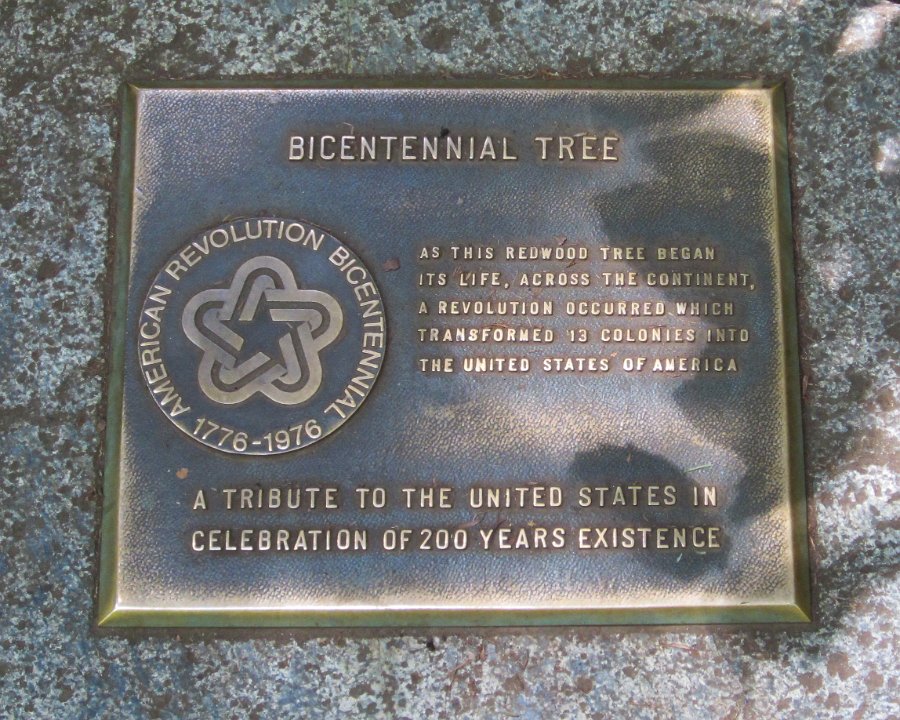 BICENTENNIAL TREE
AMERICAN REVOLUTION BICENTENNIAL
1776-1976
AS THIS REDWOOD TREE BEGAN
ITS LIFE, ACROSS THE CONTINENT,
A REVOLUTION OCCURRED WHICH
TRANSFORMED 13 COLONIES INTO
THE UNITED STATES OF AMERICA
A TRIBUTE TO THE UNITED STATES IN
CELEBRATION OF 200 YEARS EXISTENCE